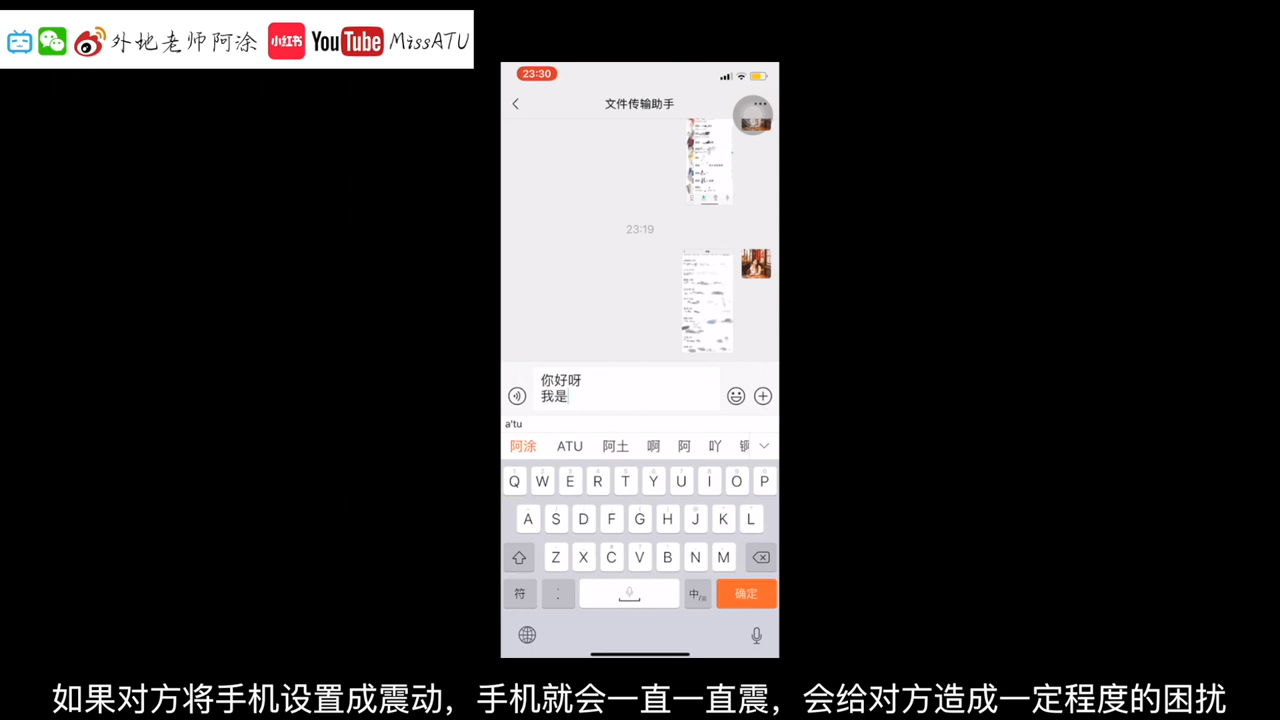 外地老师阿涂 小红书 YouTube MissATU
23:30
文件传输助手
23:19
你好呀
我是
a'tu
阿涂 ATU 阿土 啊 阿 吖
Q W E R T Y U I O P
A S D F G H J K L
Z X C V B N M
符 中/英 确定
如果对方将手机设置成震动，手机就会一直一直震，会给对方造成一定程度的困扰